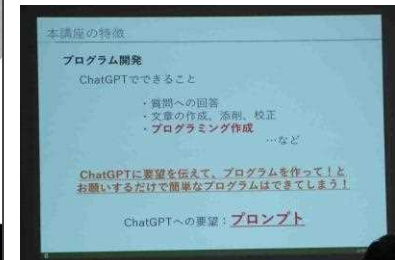 本講座の特徴
プログラム開発
ChatGPTでできること
・質問への回答
・文章の作成、添削、校正
・プログラミング作成
…など
ChatGPTに要望を伝えて、プログラムを作って！と
お願いするだけで簡単なプログラムはできてしまう！
ChatGPTへの要望：プロンプト